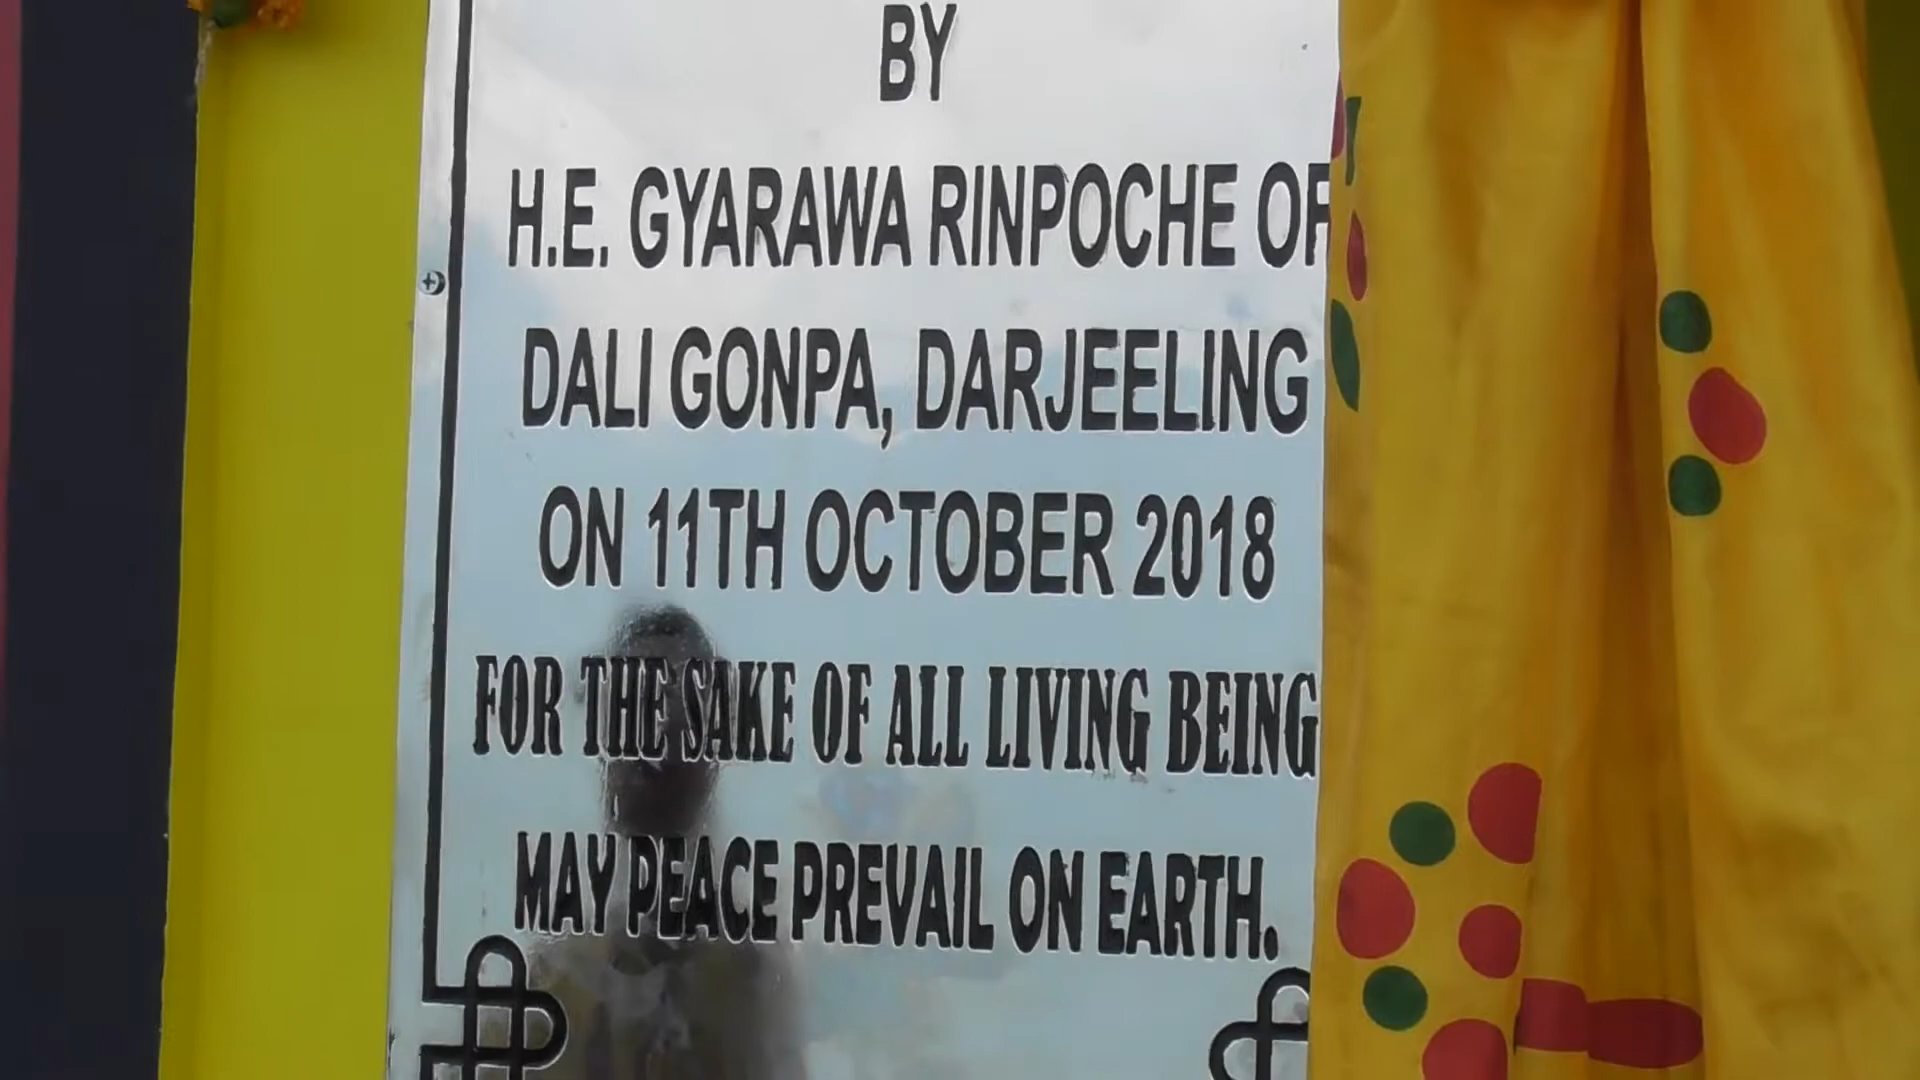 BY
H.E. GYARAWA RINPOCHE OF
DALI GONPA, DARJEELING
ON 11TH OCTOBER 2018
FOR THE SAKE OF ALL LIVING BEING
MAY PEACE PREVAIL ON EARTH.